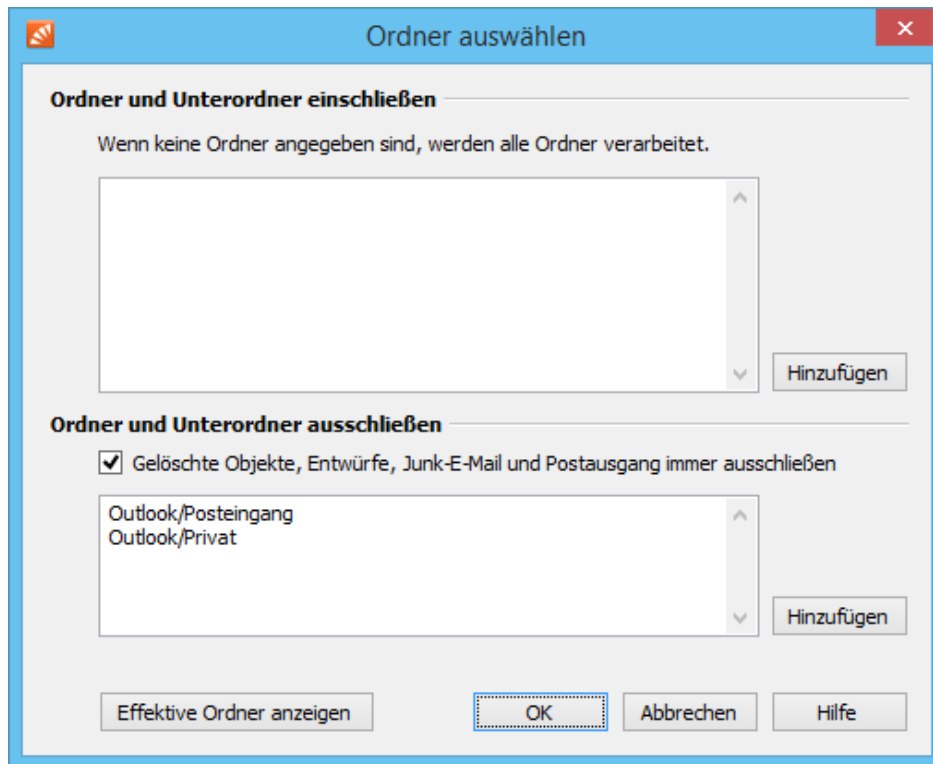 Ordner auswählen
Ordner und Unterordner einschließen
Wenn keine Ordner angegeben sind, werden alle Ordner verarbeitet.
Hinzufügen
Ordner und Unterordner ausschließen
Gelöschte Objekte, Entwürfe, Junk-E-Mail und Postausgang immer ausschließen
Outlook/Posteingang
Outlook/Privat
Hinzufügen
Effektive Ordner anzeigen OK Abbrechen Hilfe